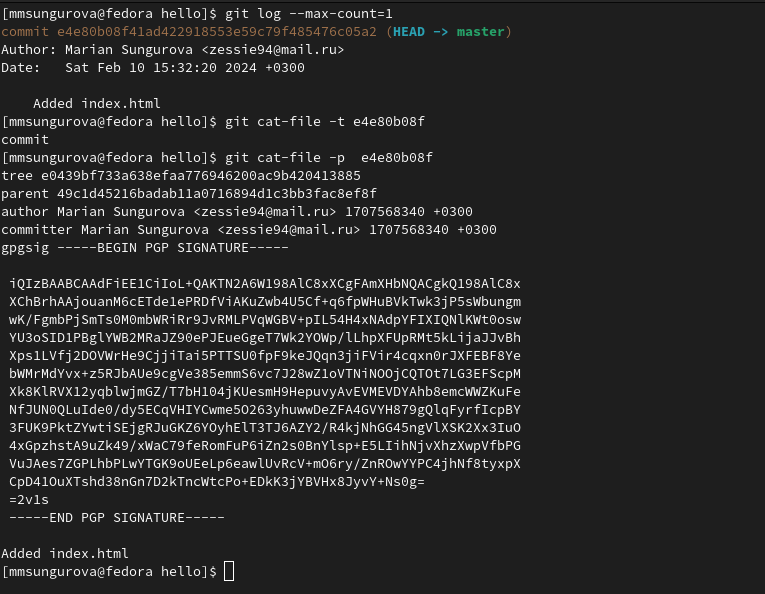 [mmsungurova@fedora hello]$ git log --max-count=1
commit e4e80b08f41ad422918553e59c79f485476c05a2 (HEAD -> master)
Author: Marian Sungurova <zessie94@mail.ru>
Date:   Sat Feb 10 15:32:20 2024 +0300

    Added index.html
[mmsungurova@fedora hello]$ git cat-file -t e4e80b08f
commit
[mmsungurova@fedora hello]$ git cat-file -p  e4e80b08f
tree e0439bf733a638efaa776946200ac9b420413885
parent 49c1d45216badab11a0716894d1c3bb3fac8ef8f
author Marian Sungurova <zessie94@mail.ru> 1707568340 +0300
committer Marian Sungurova <zessie94@mail.ru> 1707568340 +0300
gpgsig -----BEGIN PGP SIGNATURE-----

 iQIzBAABCAAdFiEE1CiIoL+QAKTN2A6W198AlC8xXCgFAmXHbNQACgkQ198AlC8x
 XChBrhAAjouanM6cETde1ePRDfViAKuZwb4U5Cf+q6fpWHuBVkTwk3jP5sWbungm
 wK/FgmbPjSmTs0M0mbWRiRr9JvRMLPVqWGBV+pIL54H4xNAdpYFIXIQNlKWt0osw
 YU3oSID1PBglYWB2MRaJZ90ePJEueGgeT7Wk2YOWp/lLhpXFUpRMt5kLijaJJvBh
 Xps1LVfj2DOVWrHe9CjjiTai5PTTSU0fpF9keJQqn3jiFVir4cqxn0rJXFEBF8Ye
 bWMrMdYvx+z5RJbAUe9cgVe385emmS6vc7J28wZ1oVTNiNOOjCQTOt7LG3EFScpM
 Xk8KlRVX12yqblwjmGZ/T7bH104jKUesmH9HepuvyAvEVMEVDYAhb8emcWWZKuFe
 NfJUN0QLuIde0/dy5ECqVHIYCwme5O263yhuwwDeZFA4GVYH879gQlqFyrfIcpBY
 3FUK9PktZYwtiSEjgRJuGKZ6YOyhElT3TJ6AZY2/R4kjNhGG45ngVlXSK2Xx3IuO
 4xGpzhstA9uZk49/xWaC79feRomFuP6iZn2s0BnYlsp+E5LIihNjvXhzXwpVfbPG
 VuJAes7ZGPLhbPLwYTGK9oUEeLp6eawlUvRcV+mO6ry/ZnROwYYPC4jhNf8tyxpX
 CpD41OuXTshd38nGn7D2kTncWtcPo+EDkK3jYBVHx8JyvY+Ns0g=
 =2v1s
 -----END PGP SIGNATURE-----

Added index.html
[mmsungurova@fedora hello]$